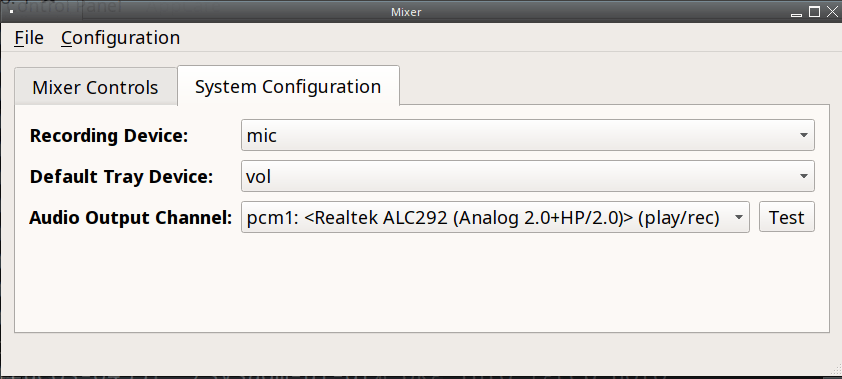 Control Panel
Mixer
File Configuration
Mixer Controls System Configuration
Recording Device: mic
Default Tray Device: vol
Audio Output Channel: pcm1: <Realtek ALC292 (Analog 2.0+HP/2.0)> (play/rec) Test